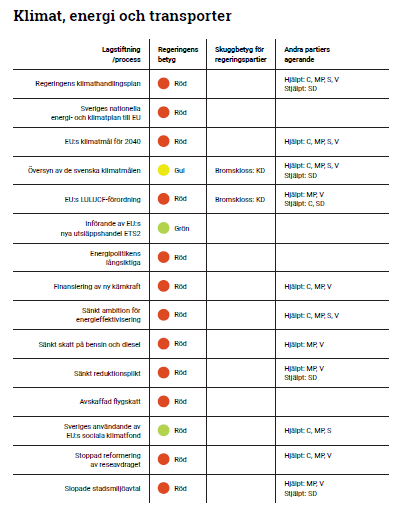 Klimat, energi och transporter
Lagstiftning
/process
Regeringens
betyg
Skuggbetyg för
regeringspartier
Andra partiers
agerande
Regeringens klimathandlingsplan
Röd
Hjälpt: C, MP, S, V
Stjälpt: SD
Sveriges nationella
energi- och klimatplan till EU
Röd
EU:s klimatmål för 2040
Röd
Hjälpt: C, MP, S, V
Översyn av de svenska klimatmålen
Gul
Bromskloss: KD
Hjälpt: C, MP, S, V
Stjälpt: SD
EU:s LULUCF-förordning
Röd
Bromskloss: KD
Hjälpt: MP, V
Stjälpt: C, SD
Införande av EU:s
nya utsläppshandel ETS2
Grön
Energipolitikens
långsiktiga
Röd
Finansiering av ny kärnkraft
Röd
Hjälpt: C, MP, V
Sänkt ambition för
energieffektivisering
Röd
Hjälpt: C, MP, S, V
Sänkt skatt på bensin och diesel
Röd
Hjälpt: MP, V
Sänkt reduktionsplikt
Röd
Hjälpt: MP, V
Stjälpt: SD
Avskaffad flygskatt
Röd
Sveriges användande av
EU:s sociala klimatfond
Röd
Hjälpt: C, MP, S
Stoppad reformering
av reseavdraget
Röd
Hjälpt: C, MP, V
Slopade stadsmiljöavtal
Röd
Hjälpt: MP, V
Stjälpt: SD